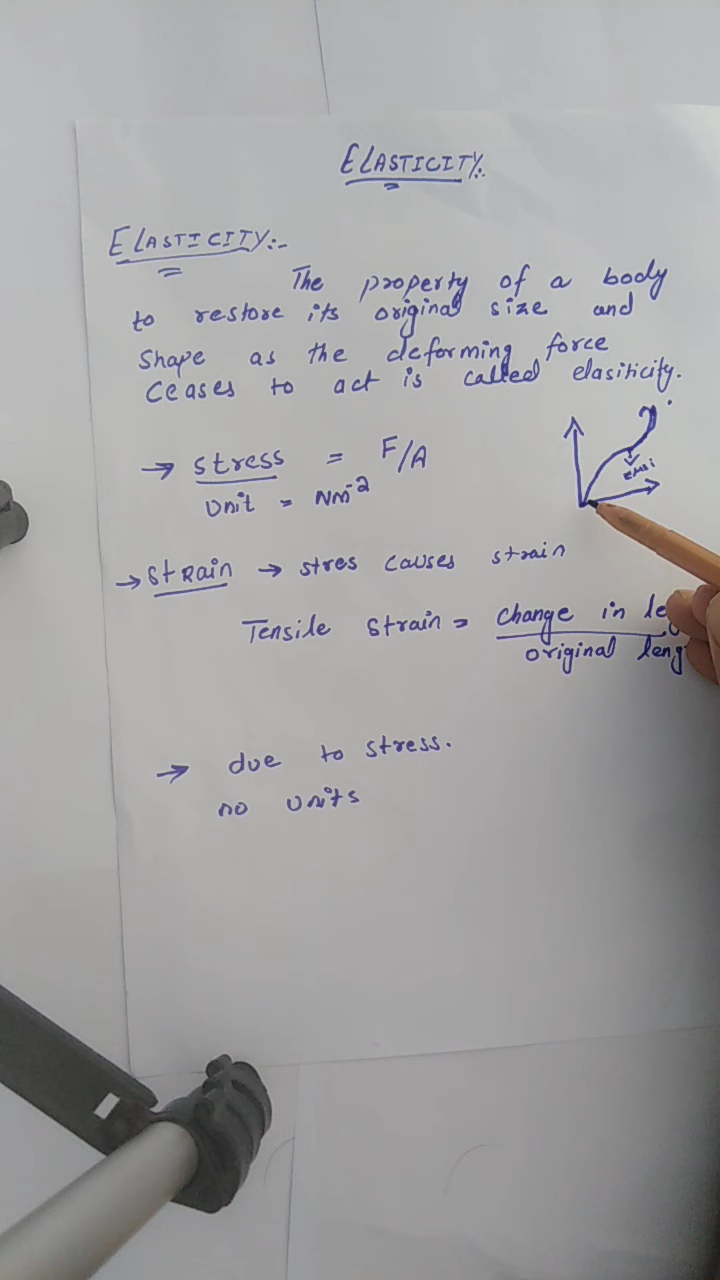 ELASTICITY:.
ELASTICITY:-
The property of a body
to restore its original size and
shape as the deforming force
ceases to act is called elasiticity.
→ stress = F/A
Unit = Nm⁻²
→ Strain → stres causes strain
Tensile strain = change in le
original leng
→ due to stress.
no units